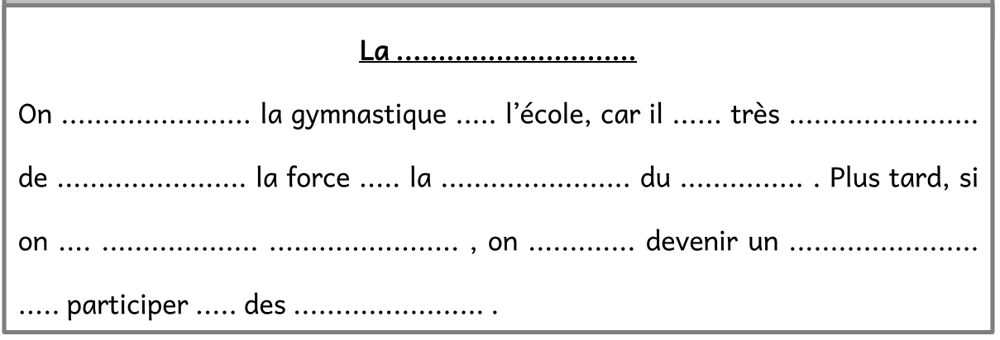 La .............................
On ....................... la gymnastique ..... l’école, car il ...... très .......................
de ....................... la force ..... la ....................... du ............... . Plus tard, si
on .... ................... ....................... , on ............. devenir un .......................
..... participer ..... des ....................... .